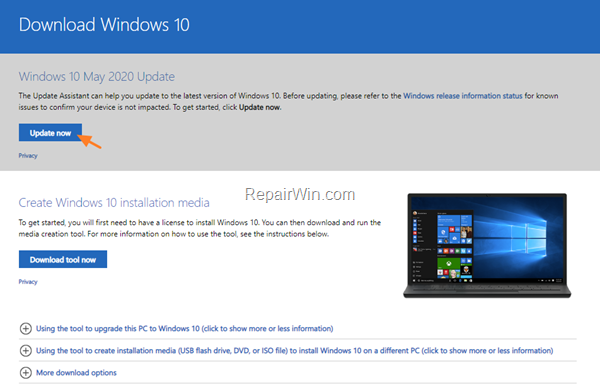 Download Windows 10
Windows 10 May 2020 Update
The Update Assistant can help you update to the latest version of Windows 10. Before updating, please refer to the Windows release information status for known
issues to confirm your device is not impacted. To get started, click Update now.
Update now
Privacy
Create Windows 10 installation media
RepairWin.com
To get started, you will first need to have a license to install Windows 10. You can then download and run the
media creation tool. For more information on how to use the tool, see the instructions below.
Download tool now
Privacy
Using the tool to upgrade this PC to Windows 10 (click to show more or less information)
Using the tool to create installation media (USB flash drive, DVD, or ISO file) to install Windows 10 on a different PC (click to show more or less information)
More download options